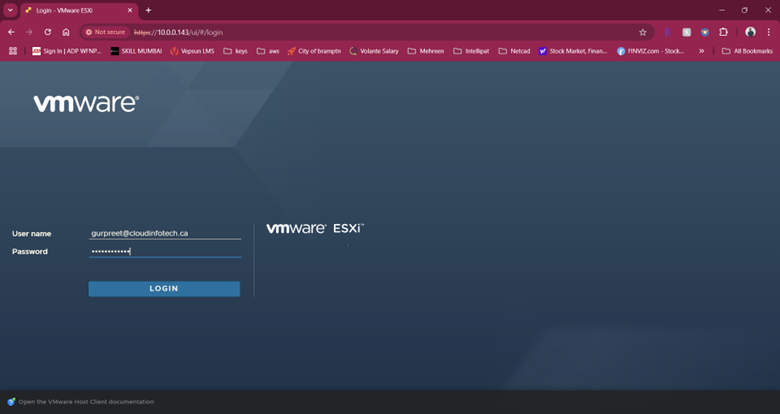 Login - VMware ESXi
Not secure https://10.0.0.143/ui/#/login
Sign In | ADP WFNP... SKILL MUMBAI Vepsun LMS keys aws City of bramptn Volante Salary Mehreen Intellipat Netcad Stock Market, Finan... FINVIZ.com - Stock... » All Bookmarks
vmware®
User name gurpreet@cloudinfotech.ca
vmware® ESXi™
Password ••••••••••••
LOGIN
Open the VMware Host Client documentation